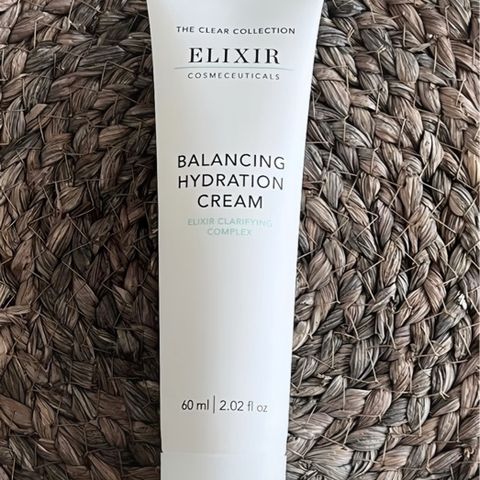 THE CLEAR COLLECTION
ELIXIR
COSMECEUTICALS
BALANCING
HYDRATION
CREAM
ELIXIR CLARIFYING
COMPLEX
60 ml | 2.02 fl oz